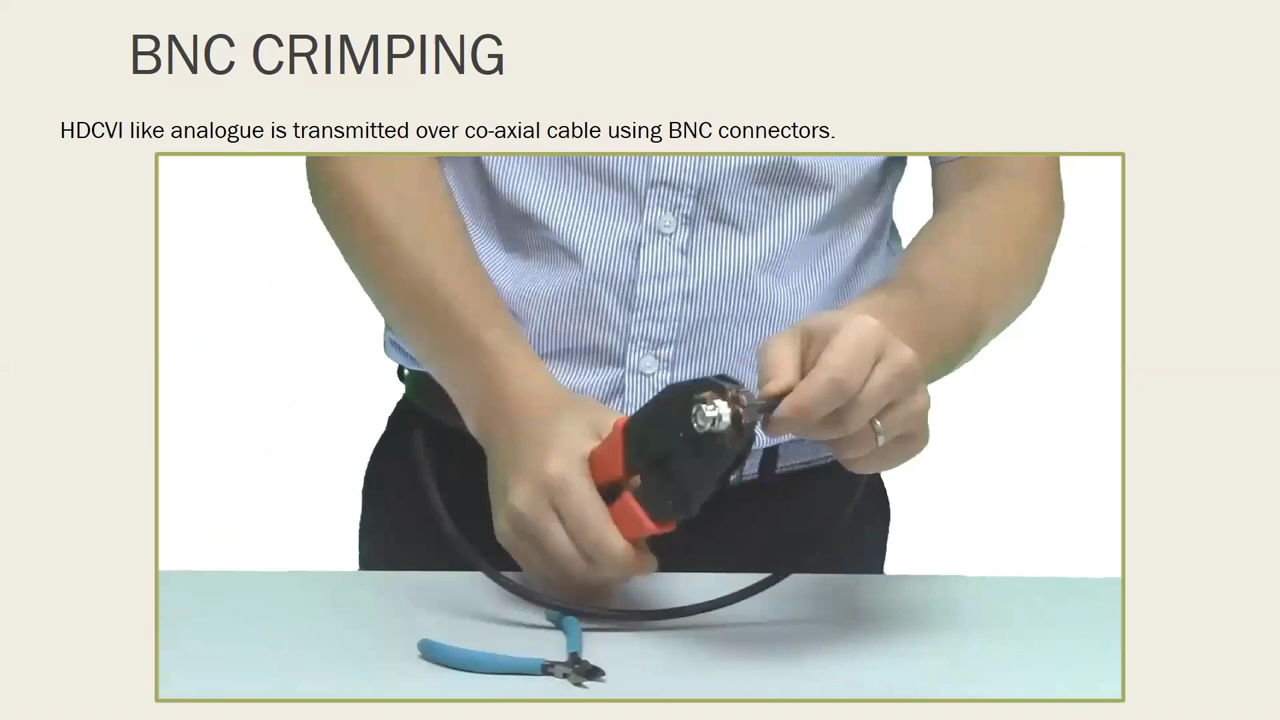 BNC CRIMPING
HDCVI like analogue is transmitted over co-axial cable using BNC connectors.